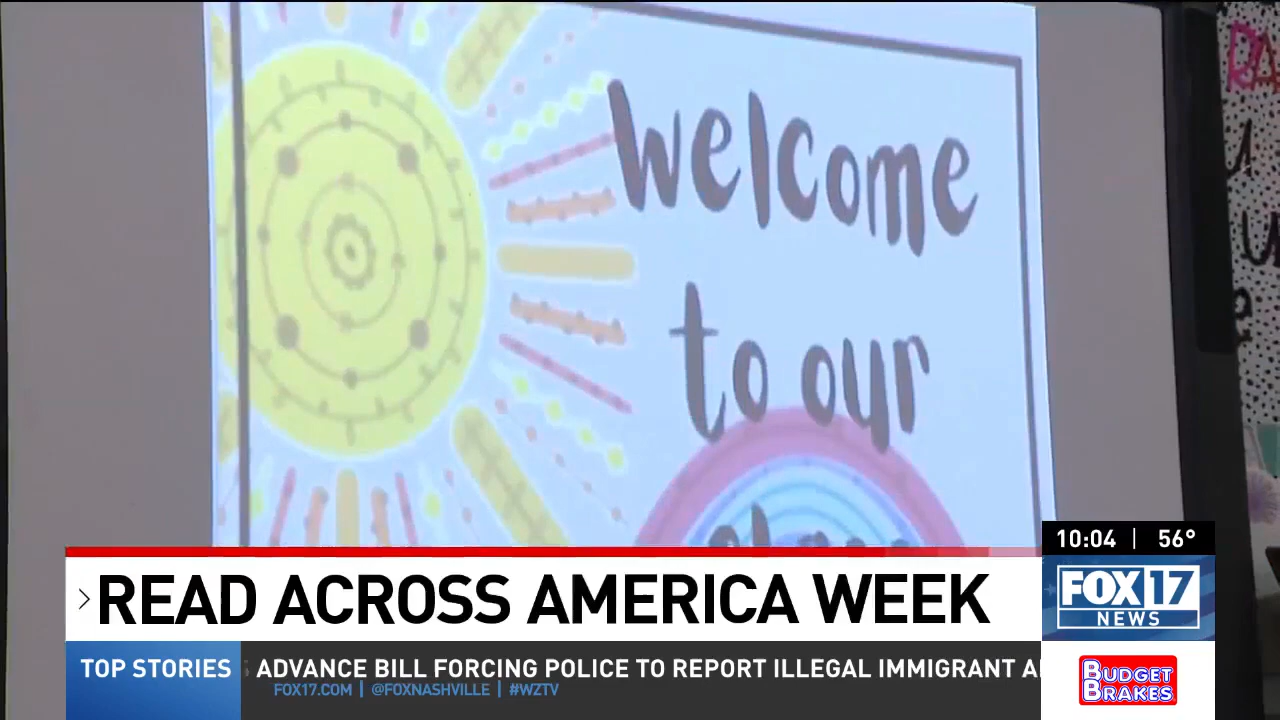 welcome
to our
10:04 | 56°
READ ACROSS AMERICA WEEK
FOX 17
NEWS
TOP STORIES
ADVANCE BILL FORCING POLICE TO REPORT ILLEGAL IMMIGRANT
FOX17.COM | @FOXNASHVILLE | #WZTV
BUDGET
BRAKES